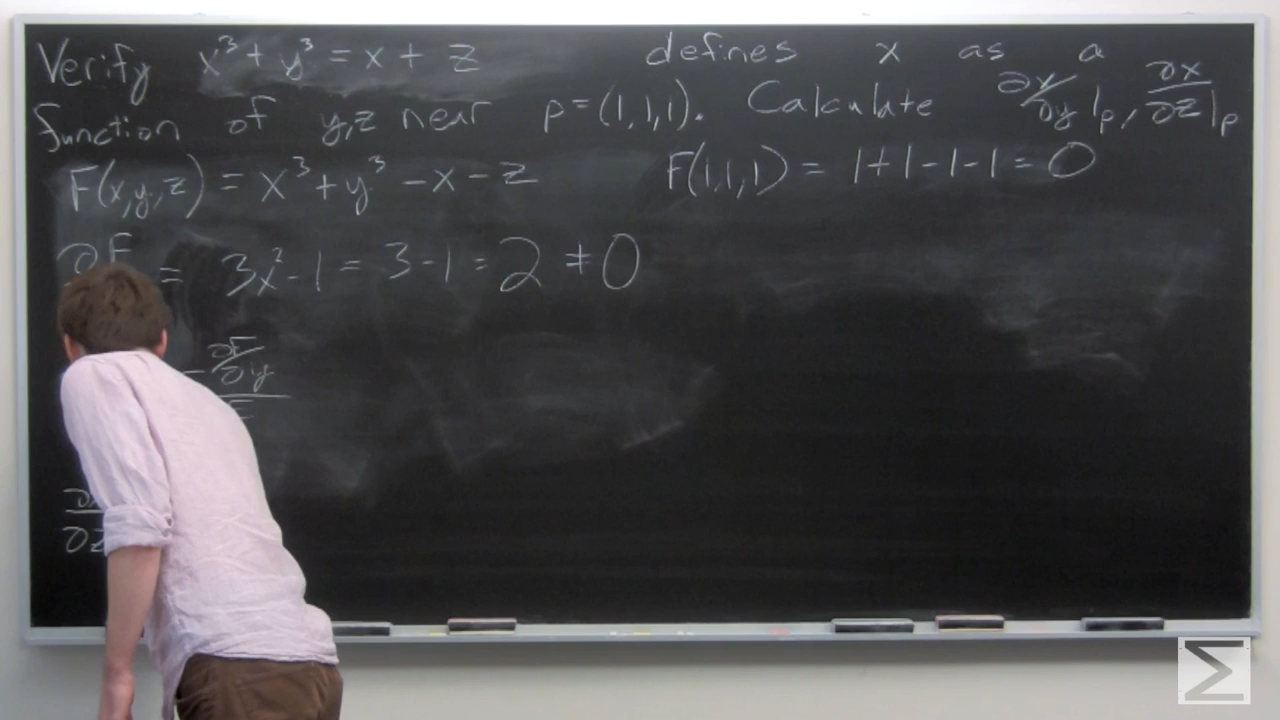 Verify x³ + y³ = x + z defines x as a
function of y,z near p=(1,1,1). Calculate ∂x/∂y|p, ∂x/∂z|p
F(x,y,z) = x³+y³-x-z F(1,1,1) = 1+1-1-1=0
∂F = 3x²-1 = 3-1 = 2 ≠ 0
- ∂F/∂y
∂z
Σ